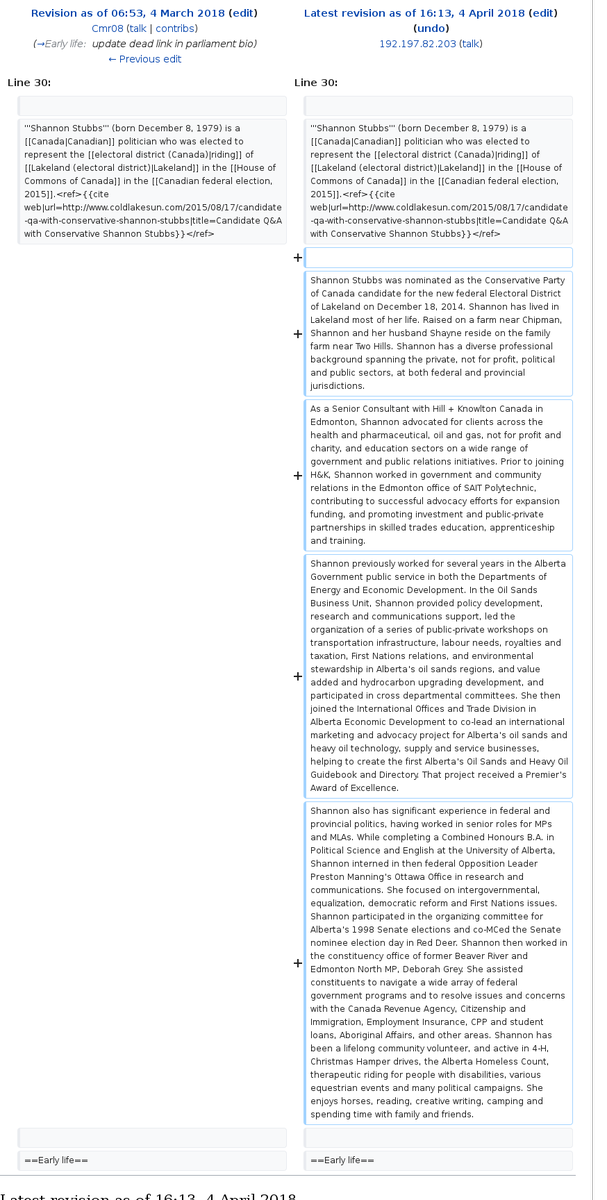 Revision as of 06:53, 4 March 2018 (edit)
Cmr08 (talk | contribs)
(→Early life: update dead link in parliament bio)
← Previous edit
Latest revision as of 16:13, 4 April 2018 (edit)
(undo)
192.197.82.203 (talk)
Line 30:
Line 30:
'''Shannon Stubbs''' (born December 8, 1979) is a
[[Canada|Canadian]] politician who was elected to
represent the [[electoral district (Canada)|riding]] of
[[Lakeland (electoral district)|Lakeland]] in the [[House of
Commons of Canada]] in the [[Canadian federal election,
2015]].<ref>{{cite
web|url=http://www.coldlakesun.com/2015/08/17/candidate
-qa-with-conservative-shannon-stubbs|title=Candidate Q&A
with Conservative Shannon Stubbs}}</ref>
'''Shannon Stubbs''' (born December 8, 1979) is a
[[Canada|Canadian]] politician who was elected to
represent the [[electoral district (Canada)|riding]] of
[[Lakeland (electoral district)|Lakeland]] in the [[House of
Commons of Canada]] in the [[Canadian federal election,
2015]].<ref>{{cite
web|url=http://www.coldlakesun.com/2015/08/17/candidate
-qa-with-conservative-shannon-stubbs|title=Candidate Q&A
with Conservative Shannon Stubbs}}</ref>
+
+
Shannon Stubbs was nominated as the Conservative Party
of Canada candidate for the new federal Electoral District
of Lakeland on December 18, 2014. Shannon has lived in
Lakeland most of her life. Raised on a farm near Chipman,
Shannon and her husband Shayne reside on the family
farm near Two Hills. Shannon has a diverse professional
background spanning the private, not for profit, political
and public sectors, at both federal and provincial
jurisdictions.
+
As a Senior Consultant with Hill + Knowlton Canada in
Edmonton, Shannon advocated for clients across the
health and pharmaceutical, oil and gas, not for profit and
charity, and education sectors on a wide range of
government and public relations initiatives. Prior to joining
H&K, Shannon worked in government and community
relations in the Edmonton office of SAIT Polytechnic,
contributing to successful advocacy efforts for expansion
funding, and promoting investment and public-private
partnerships in skilled trades education, apprenticeship
and training.
+
Shannon previously worked for several years in the Alberta
Government public service in both the Departments of
Energy and Economic Development. In the Oil Sands
Business Unit, Shannon provided policy development,
research and communications support, led the
organization of a series of public-private workshops on
transportation infrastructure, labour needs, royalties and
taxation, First Nations relations, and environmental
stewardship in Alberta's oil sands regions, and value
added and hydrocarbon upgrading development, and
participated in cross departmental committees. She then
joined the International Offices and Trade Division in
Alberta Economic Development to co-lead an international
marketing and advocacy project for Alberta's oil sands and
heavy oil technology, supply and service businesses,
helping to create the first Alberta's Oil Sands and Heavy Oil
Guidebook and Directory. That project received a Premier's
Award of Excellence.
+
Shannon also has significant experience in federal and
provincial politics, having worked in senior roles for MPs
and MLAs. While completing a Combined Honours B.A. in
Political Science and English at the University of Alberta,
Shannon interned in then federal Opposition Leader
Preston Manning's Ottawa Office in research and
communications. She focused on intergovernmental,
equalization, democratic reform and First Nations issues.
Shannon participated in the organizing committee for
Alberta's 1998 Senate elections and co-MCed the Senate
nominee election day in Red Deer. Shannon then worked in
the constituency office of former Beaver River and
Edmonton North MP, Deborah Grey. She assisted
constituents to navigate a wide array of federal
government programs and to resolve issues and concerns
with the Canada Revenue Agency, Citizenship and
Immigration, Employment Insurance, CPP and student
loans, Aboriginal Affairs, and other areas. Shannon has
been a lifelong community volunteer, and active in 4-H,
Christmas Hamper drives, the Alberta Homeless Count,
therapeutic riding for people with disabilities, various
equestrian events and many political campaigns. She
enjoys horses, reading, creative writing, camping and
spending time with family and friends.
==Early life==
==Early life==
Latest revision as of 16:13, 4 April 2018